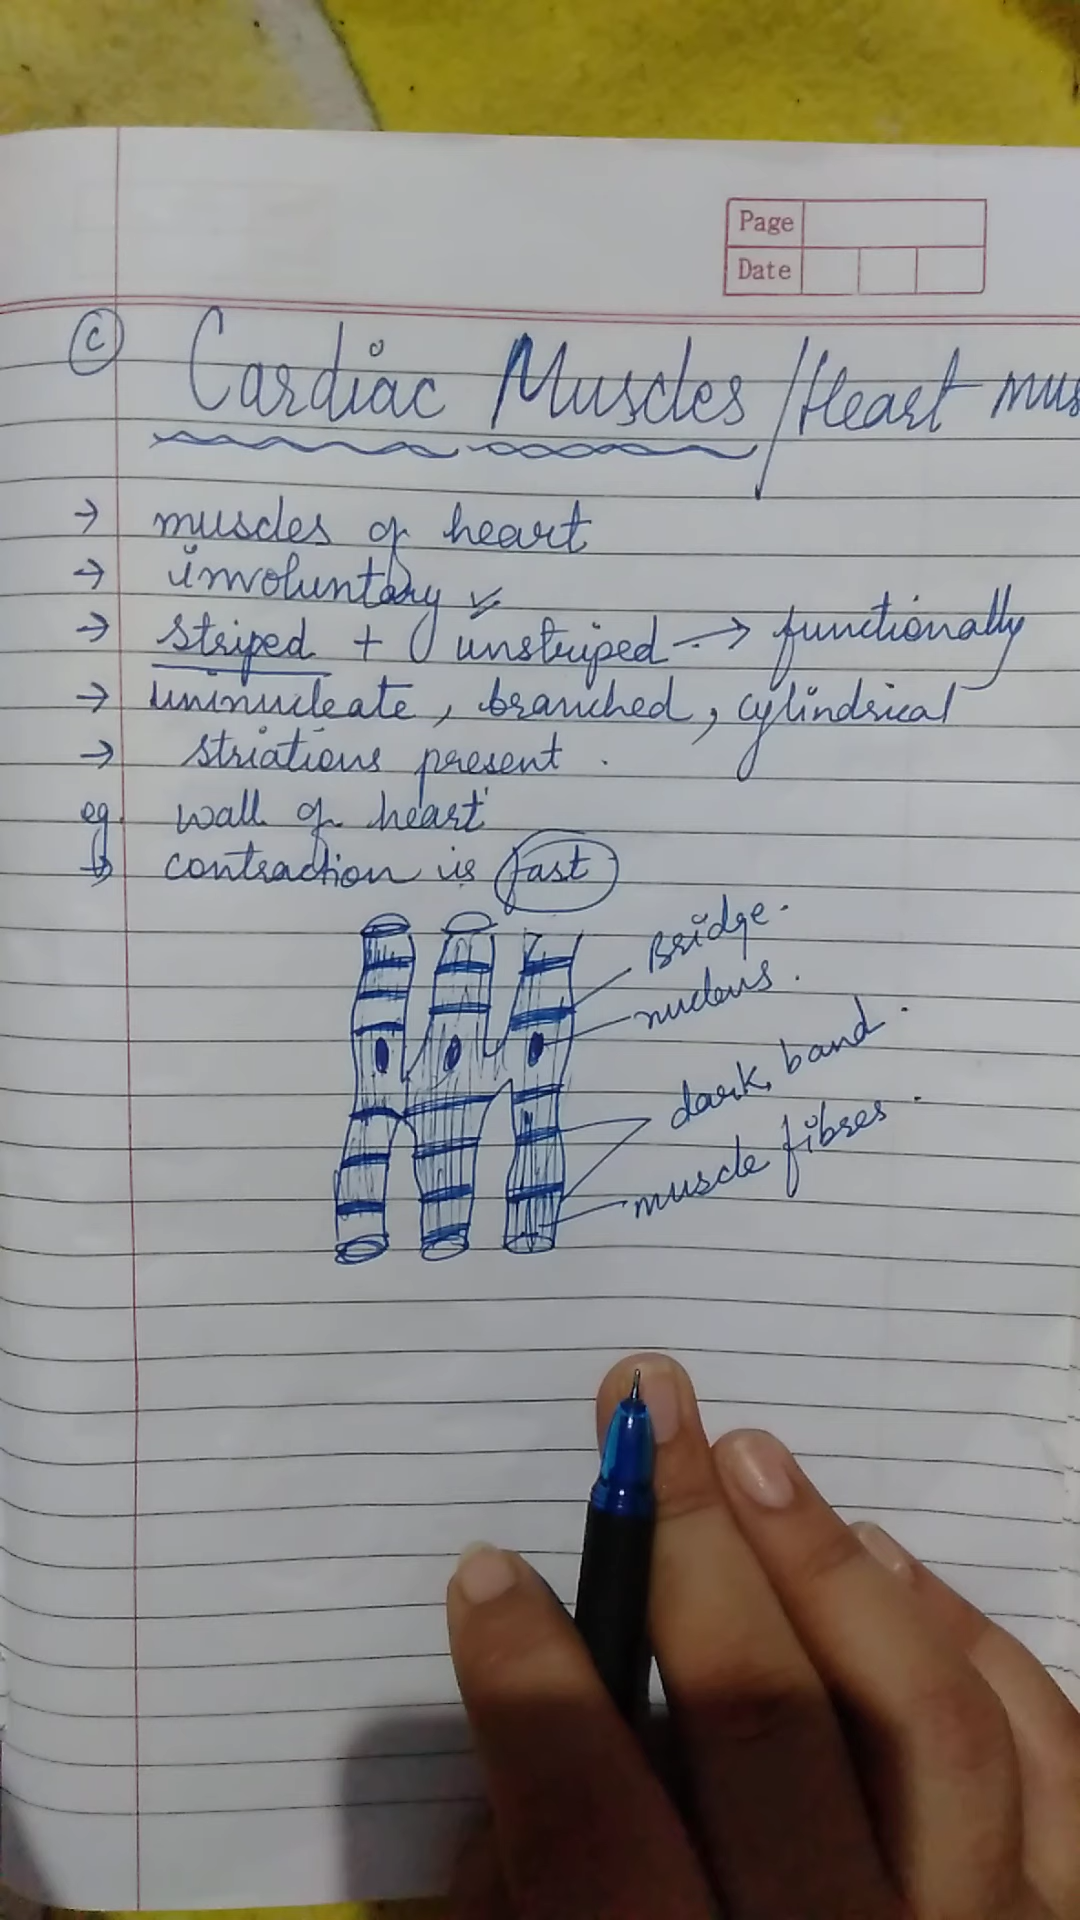 Page
Date
c Cardiac Muscles / Heart mus
→ muscles of heart
→ involuntary
→ striped + unstriped → functionally
→ uninucleate, branched, cylindrical
→ striations present.
eg. wall of heart
→ contraction is fast
Bridge.
nucleus.
dark band.
muscle fibres.